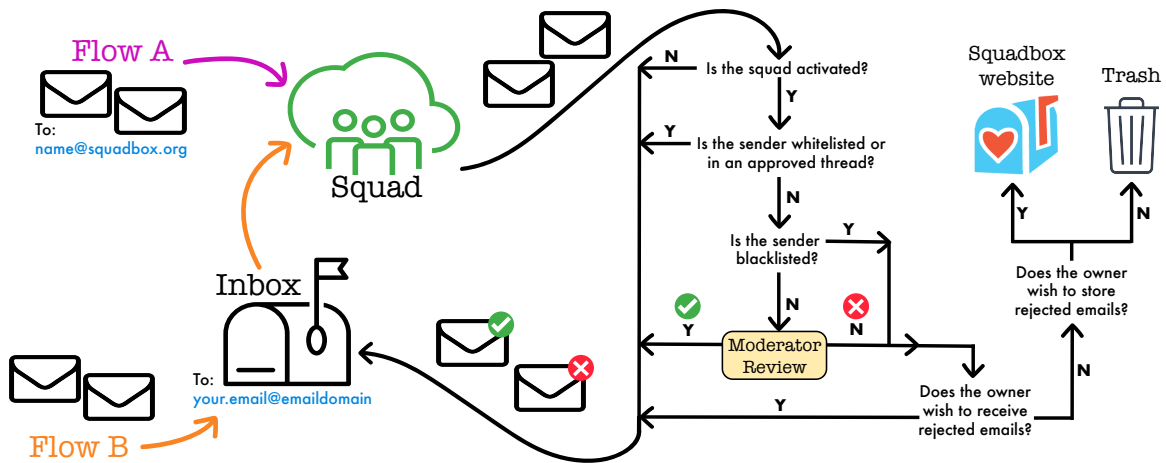 Flow A
To:
name@squadbox.org
Squad
Inbox
To:
your.email@emaildomain
Flow B
Is the squad activated?
N
Y
Is the sender whitelisted or
in an approved thread?
Y
N
Is the sender
blacklisted?
Y
N
Moderator
Review
Y
N
Does the owner
wish to receive
rejected emails?
Y
N
Does the owner
wish to store
rejected emails?
Y
N
Squadbox
website
Trash